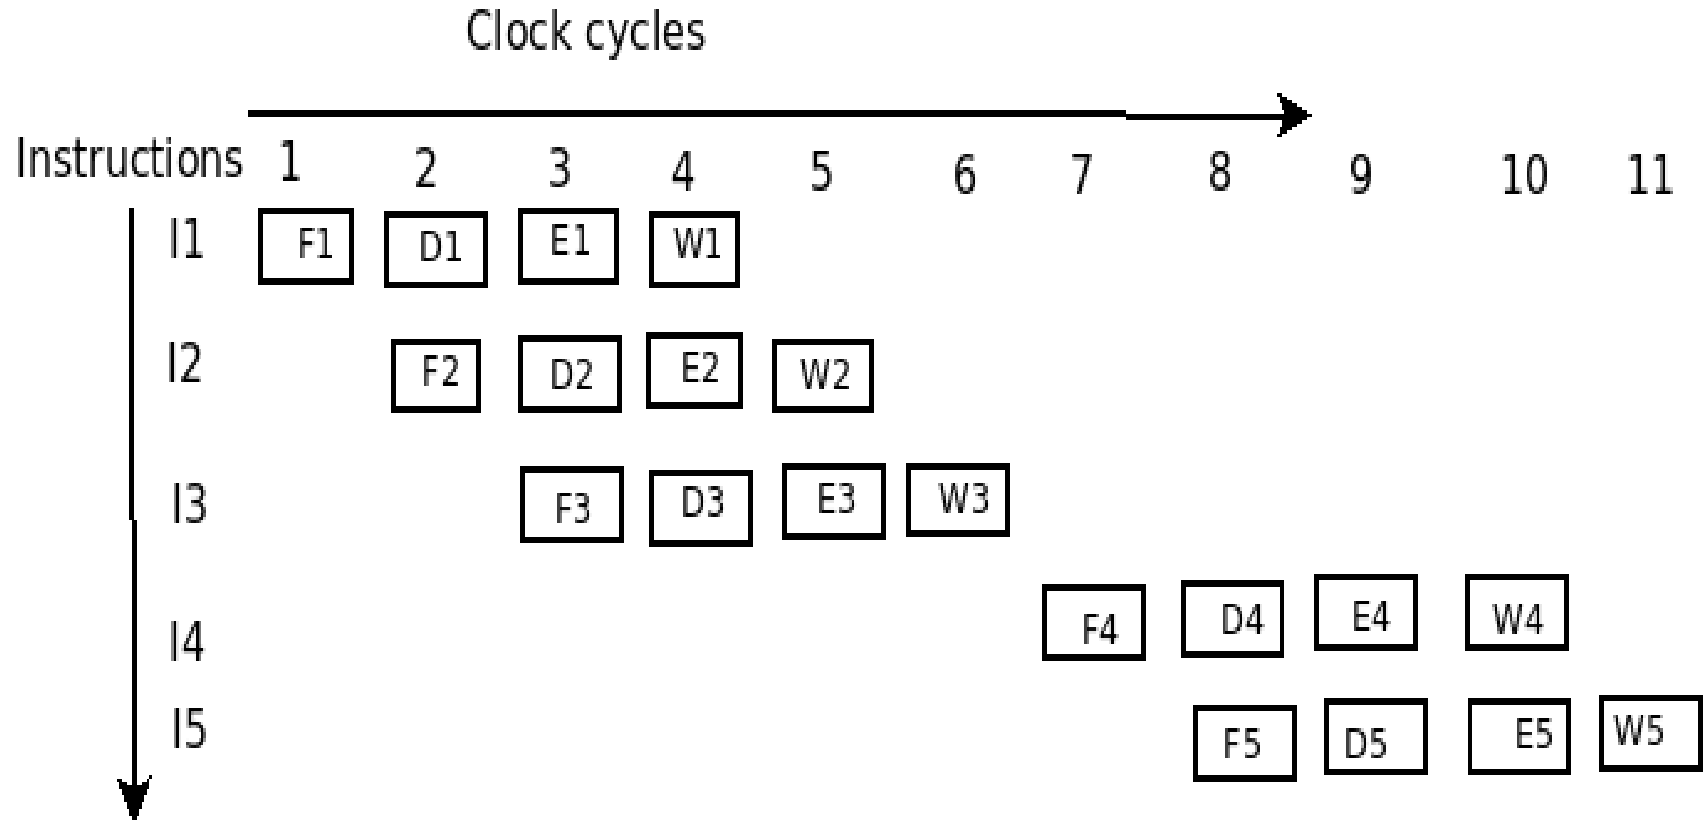 Clock cycles
Instructions 1 2 3 4 5 6 7 8 9 10 11
I1 F1 D1 E1 W1
I2 F2 D2 E2 W2
I3 F3 D3 E3 W3
I4 F4 D4 E4 W4
I5 F5 D5 E5 W5